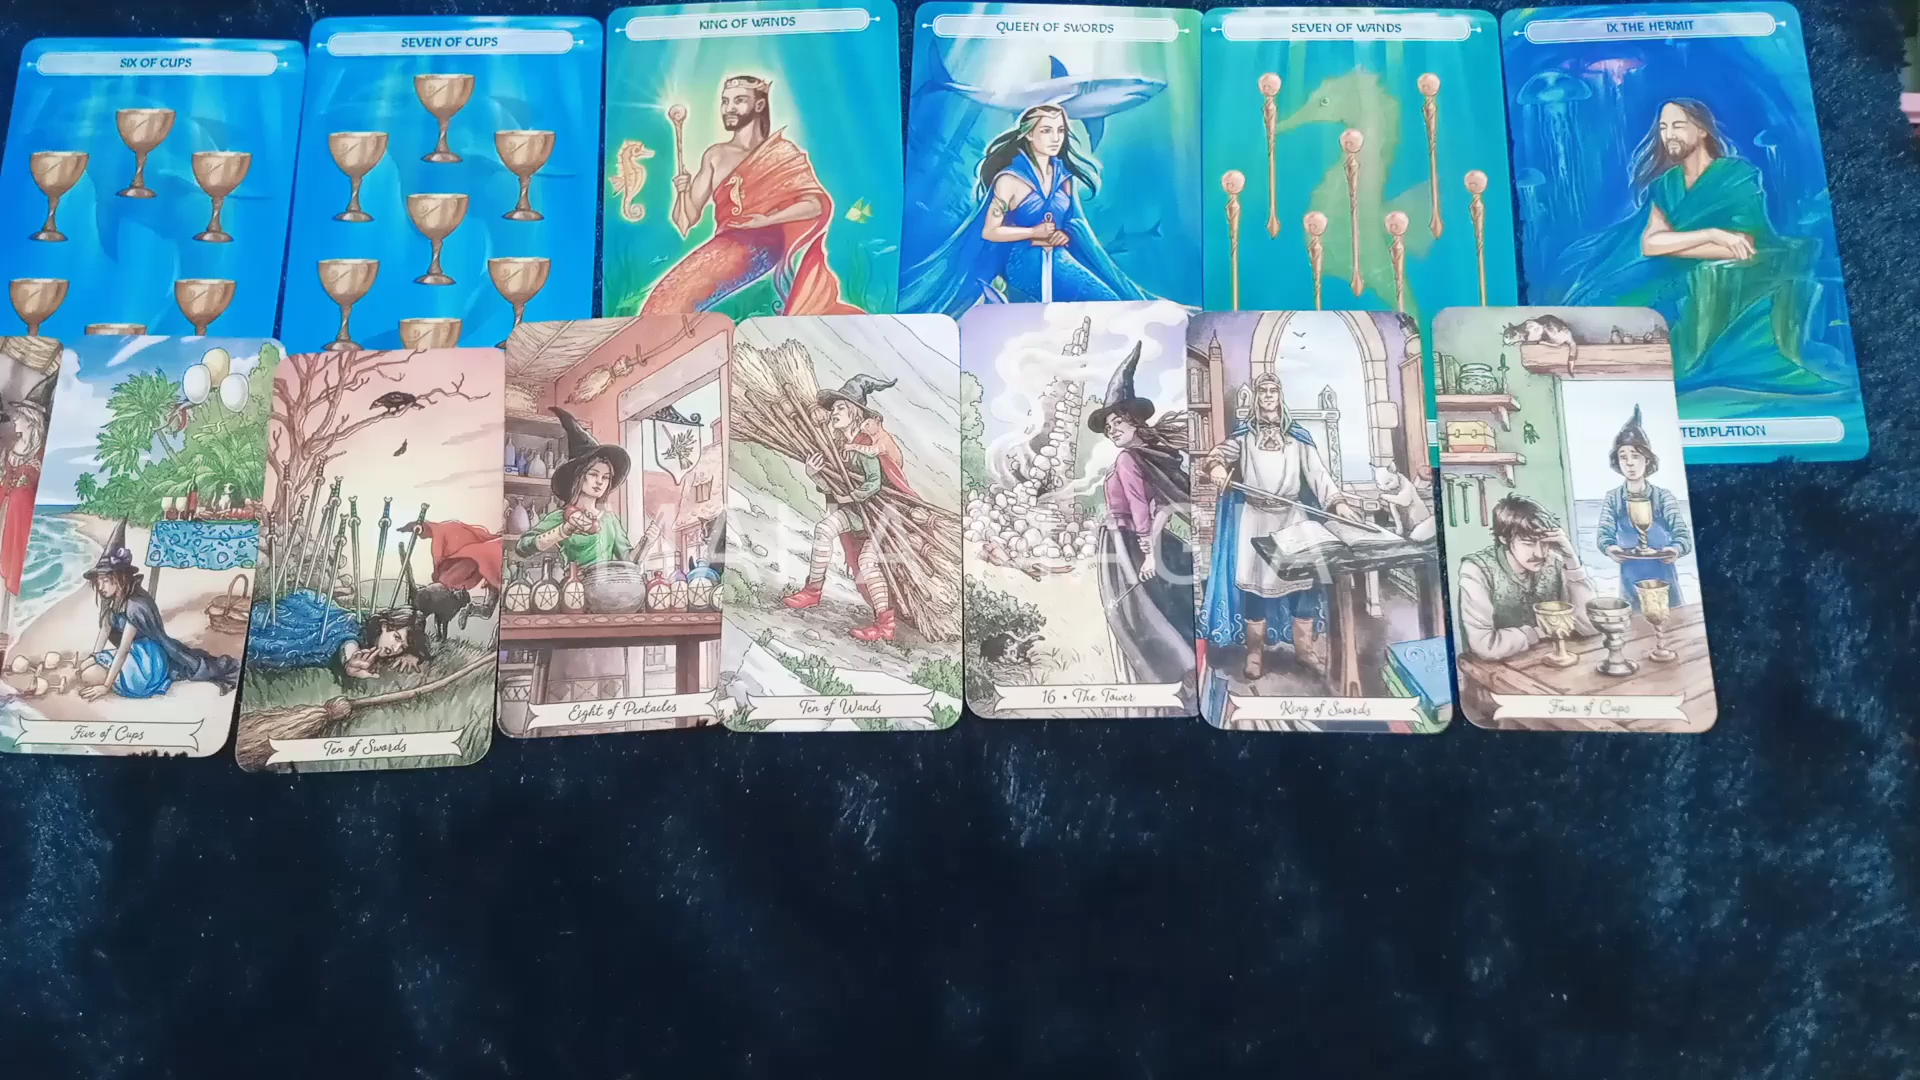 SIX OF CUPS
SEVEN OF CUPS
KING OF WANDS
QUEEN OF SWORDS
SEVEN OF WANDS
IX THE HERMIT
TEMPLATION
Five of Cups
Ten of Swords
Eight of Pentacles
Ten of Wands
16 • The Tower
King of Swords
Four of Cups
MAHA MAGIA